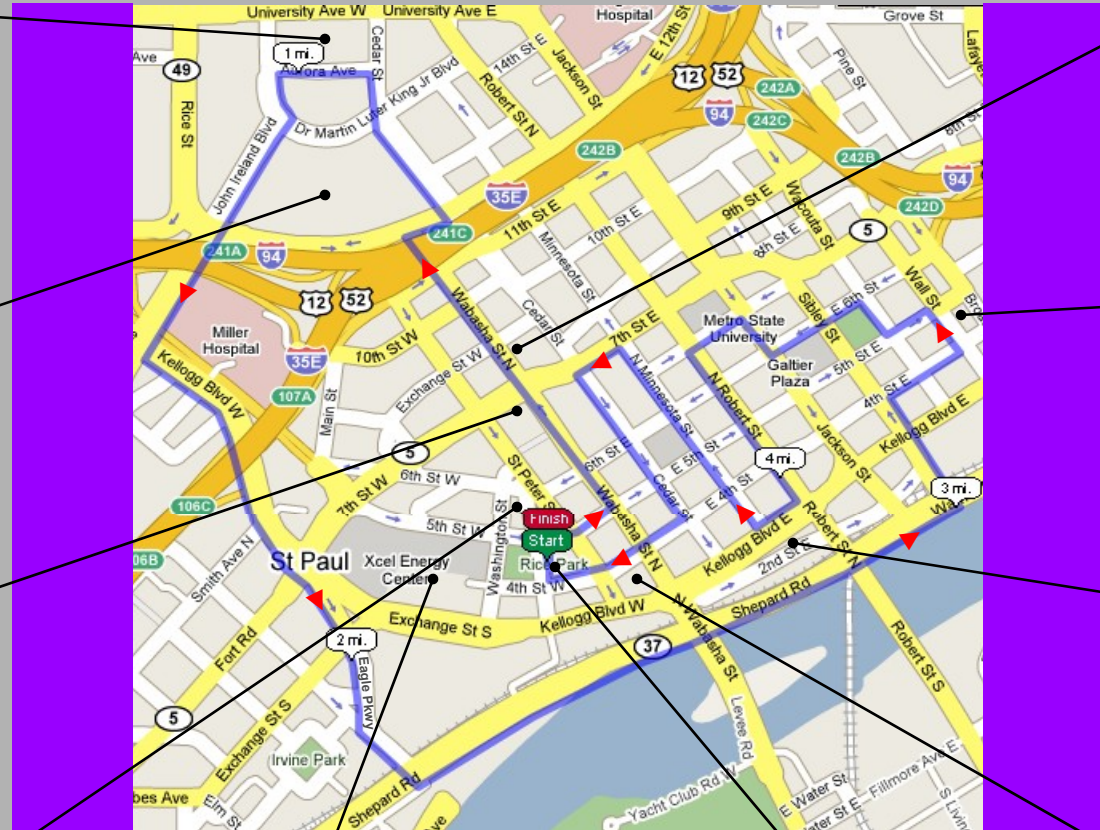 University Ave W
University Ave E
Hospital
Grove St
Cedar St
E 12th St
1 mi.
Ave
49
Aurora Ave
14th St E
Jackson St
12
52
Pine St
242A
Rice St
Dr Martin Luter King Jr Blvd
Robert St N
94
242C
8th St
242B
242B
John Ireland Blvd
94
35E
9th St E
Wacouta St
242D
241A
94
241C
11th St E
10th St E
8th St E
5
Minnesota St
12
52
Wall St
Wabasha St N
Cedar St
Sibley St
E 6th St
Miller
Hospital
35E
10th St W
7th St E
Metro State
University
Kellogg Blvd W
Exchange St W
N Minnesota St
N Robert St
Galtier
Plaza
5th St E
107A
Main St
4th St E
Kellogg Blvd E
5
6th St W
St Peter St
6th St E
E 5th St
4 mi.
Jackson St
7th St W
106C
5th St W
Washington St
Finish
Start
Wabasha St N
Cedar St
E 4th St
Robert St N
3 mi.
06B
St Paul
Xcel Energy
Center
Rice Park
4th St W
Kellogg Blvd E
2nd St E
Smith Ave N
Exchange St S
Kellogg Blvd W
N Wabasha St
Shepard Rd
Fort Rd
2 mi.
37
Eagle Pkwy
Robert St S
5
Exchange St S
Levee Rd
Irvine Park
Shepard Rd
bes Ave
Elm St
Yacht Club Rd W
E Water St
Fillmore Ave E